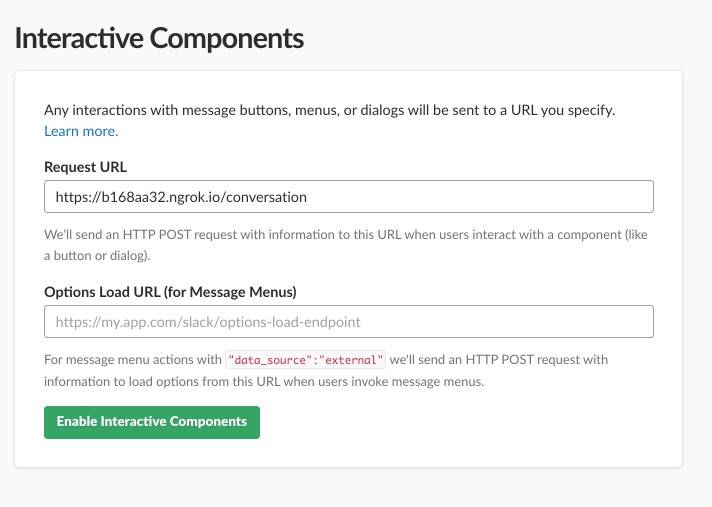 Interactive Components
Any interactions with message buttons, menus, or dialogs will be sent to a URL you specify.
Learn more.
Request URL
https://b168aa32.ngrok.io/conversation
We'll send an HTTP POST request with information to this URL when users interact with a component (like
a button or dialog).
Options Load URL (for Message Menus)
https://my.app.com/slack/options-load-endpoint
For message menu actions with "data_source":"external" we'll send an HTTP POST request with
information to load options from this URL when users invoke message menus.
Enable Interactive Components